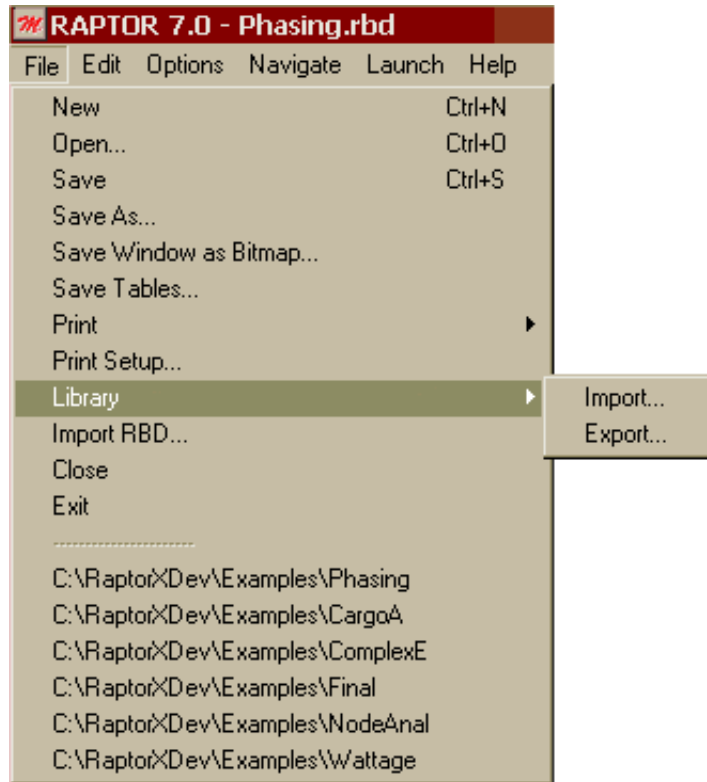 RAPTOR 7.0 - Phasing.rbd
File Edit Options Navigate Launch Help
New Ctrl+N
Open... Ctrl+O
Save Ctrl+S
Save As...
Save Window as Bitmap...
Save Tables...
Print
Print Setup...
Library Import...
Import RBD... Export...
Close
Exit
C:\RaptorXDev\Examples\Phasing
C:\RaptorXDev\Examples\CargoA
C:\RaptorXDev\Examples\ComplexE
C:\RaptorXDev\Examples\Final
C:\RaptorXDev\Examples\NodeAnal
C:\RaptorXDev\Examples\Wattage